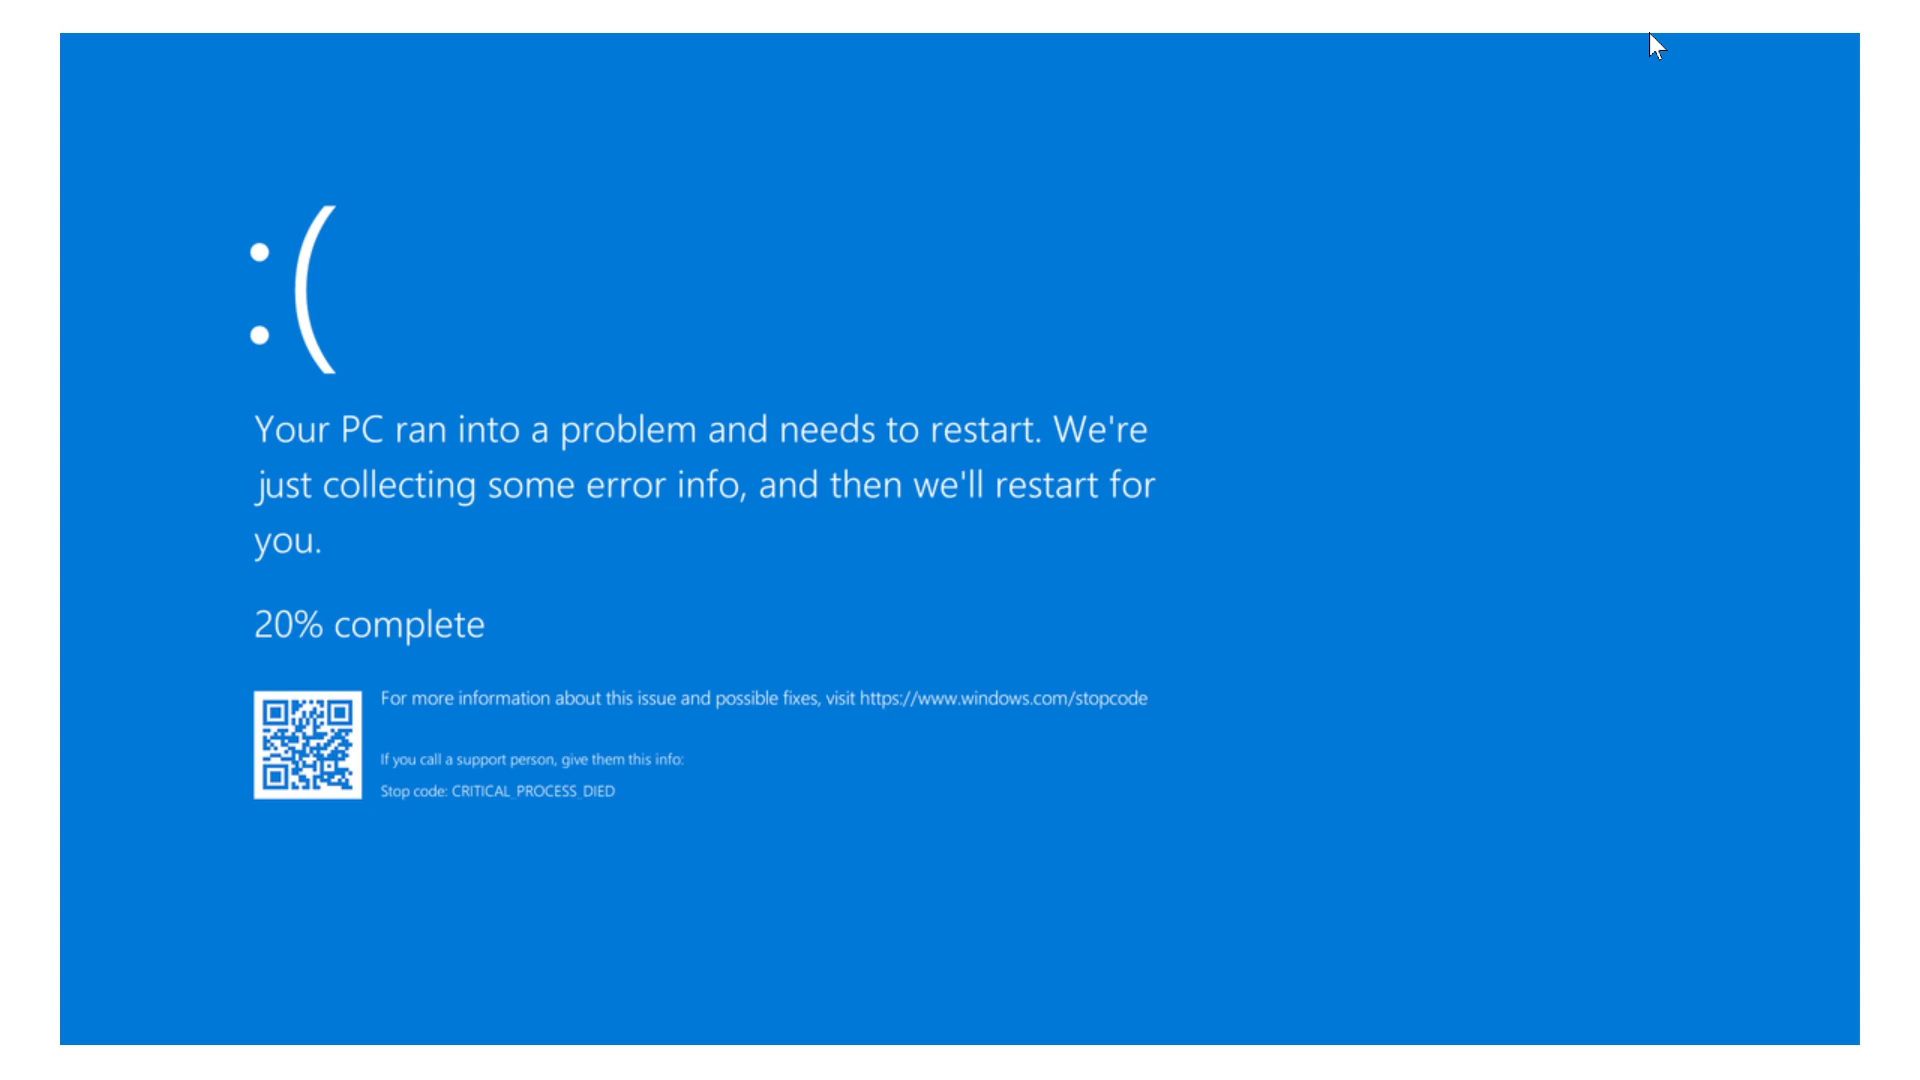 :(
Your PC ran into a problem and needs to restart. We're
just collecting some error info, and then we'll restart for
you.
20% complete
For more information about this issue and possible fixes, visit https://www.windows.com/stopcode
If you call a support person, give them this info:
Stop code: CRITICAL_PROCESS_DIED